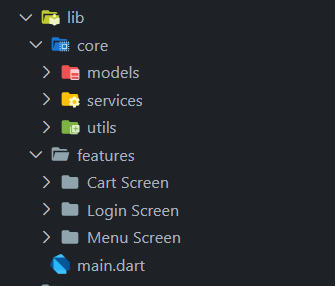 lib
core
models
services
utils
features
Cart Screen
Login Screen
Menu Screen
main.dart